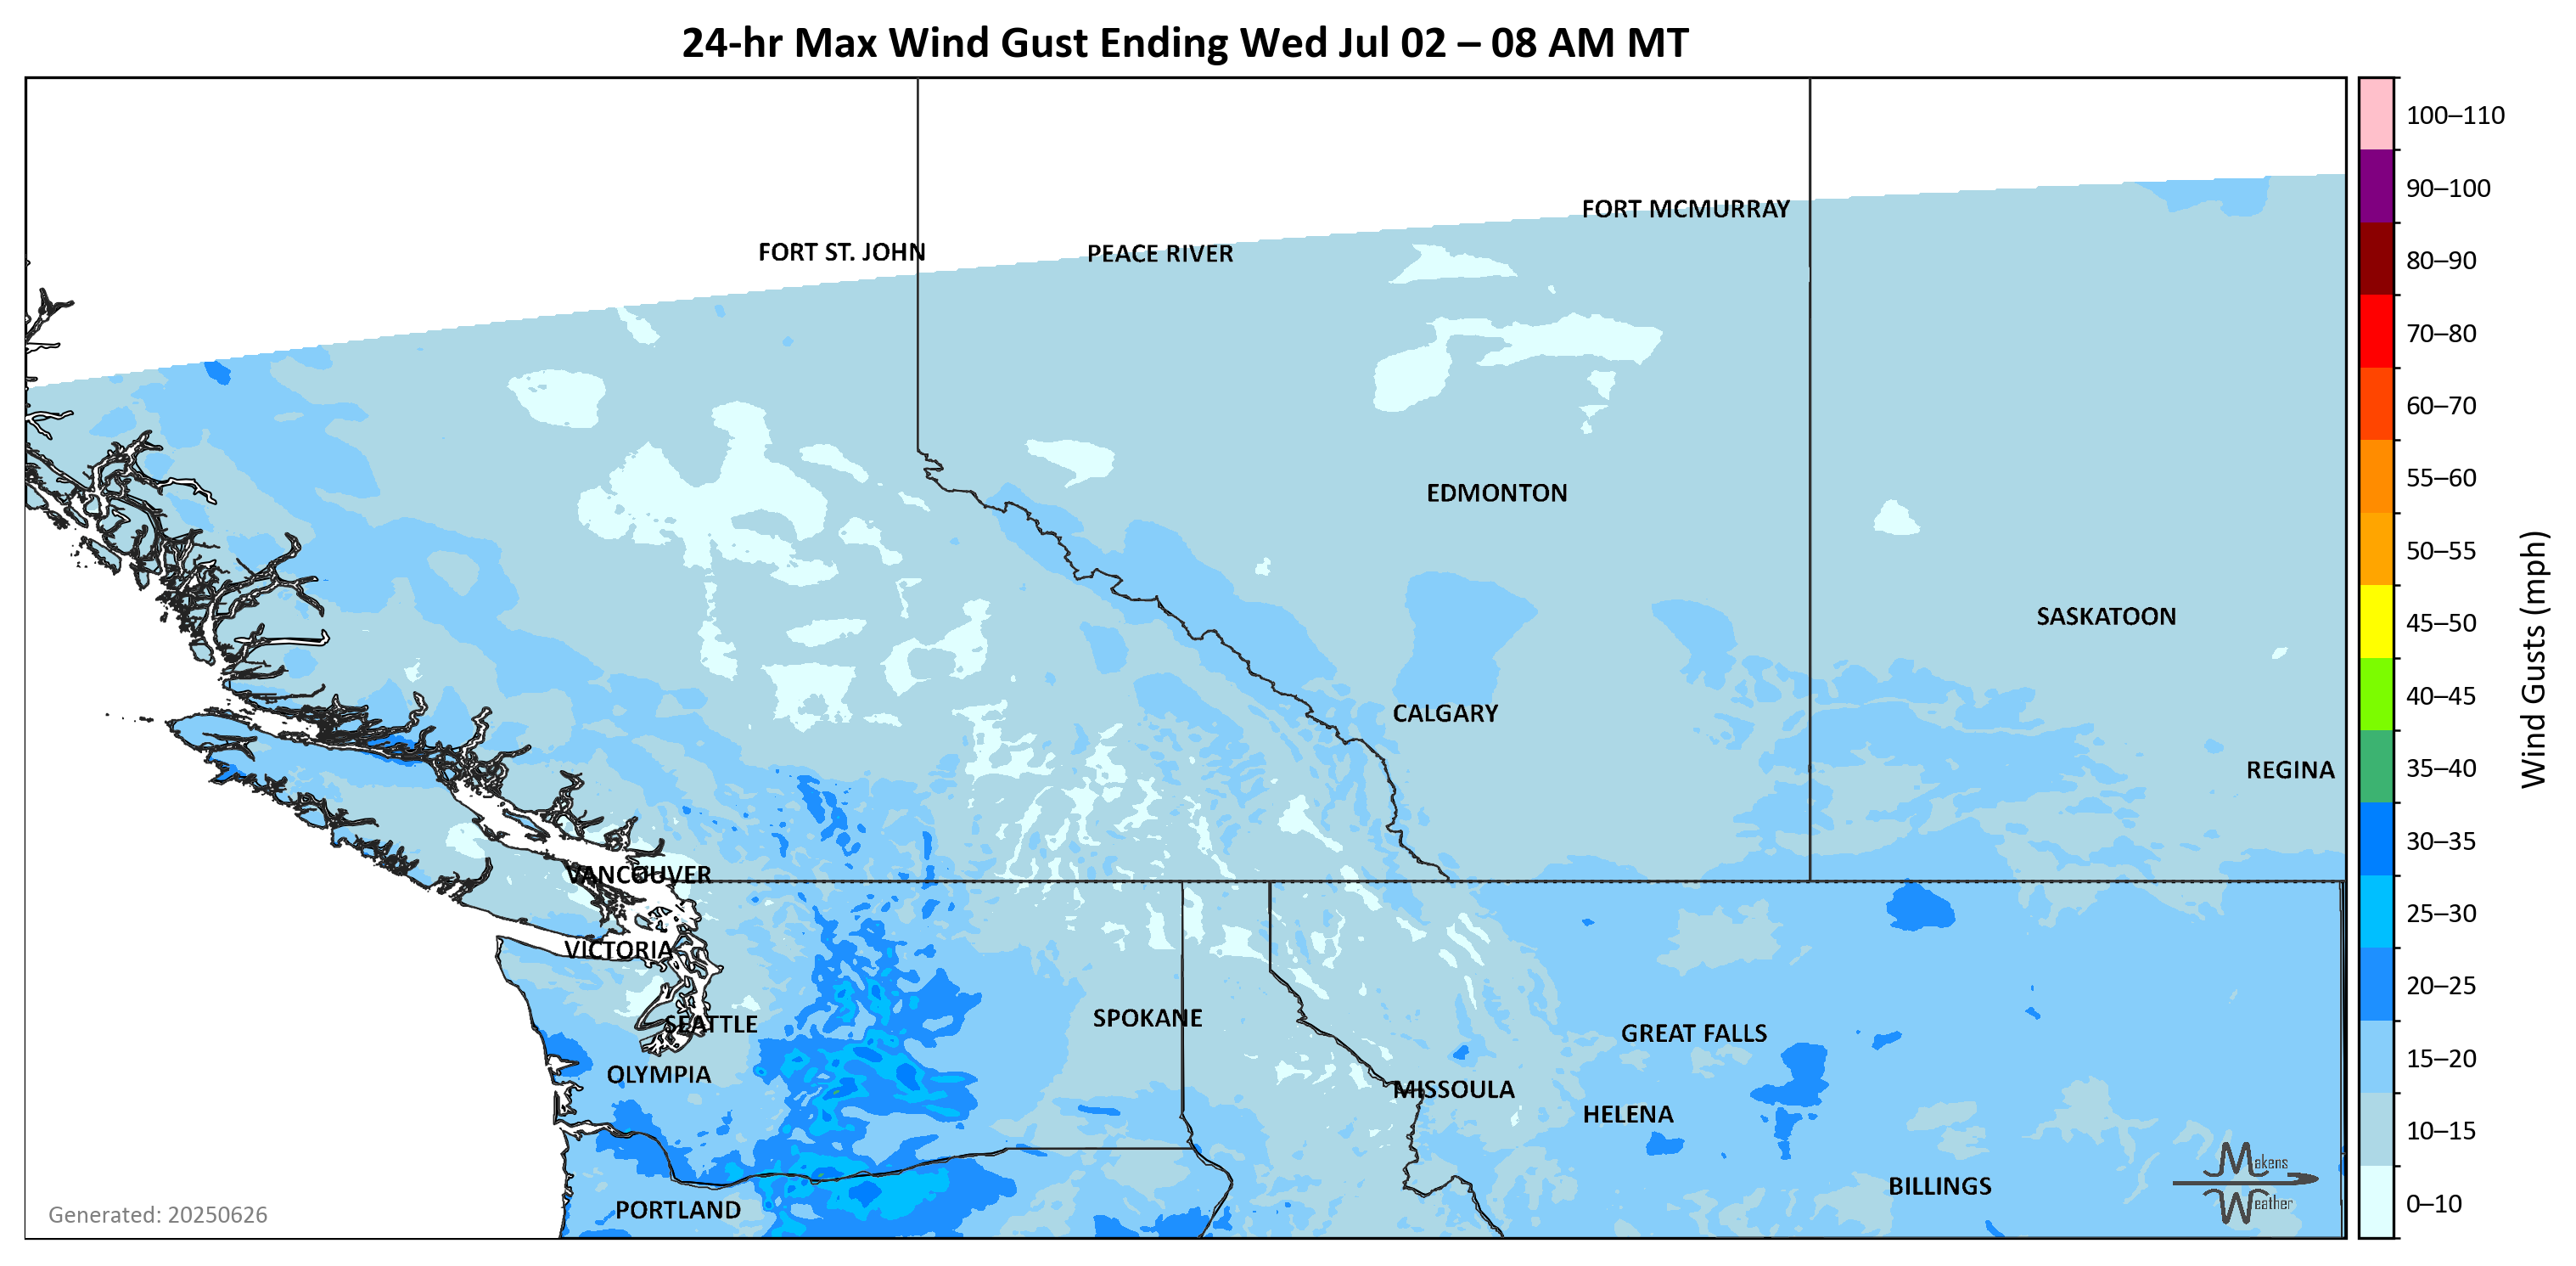 24-hr Max Wind Gust Ending Wed Jul 02 – 08 AM MT
100–110
90–100
80–90
70–80
60–70
55–60
50–55
45–50
40–45
35–40
30–35
25–30
20–25
15–20
10–15
0–10
Wind Gusts (mph)
FORT MCMURRAY
FORT ST. JOHN
PEACE RIVER
EDMONTON
SASKATOON
CALGARY
REGINA
VANCOUVER
VICTORIA
SEATTLE
SPOKANE
GREAT FALLS
OLYMPIA
MISSOULA
HELENA
BILLINGS
PORTLAND
Makens
Weather
Generated: 20250626